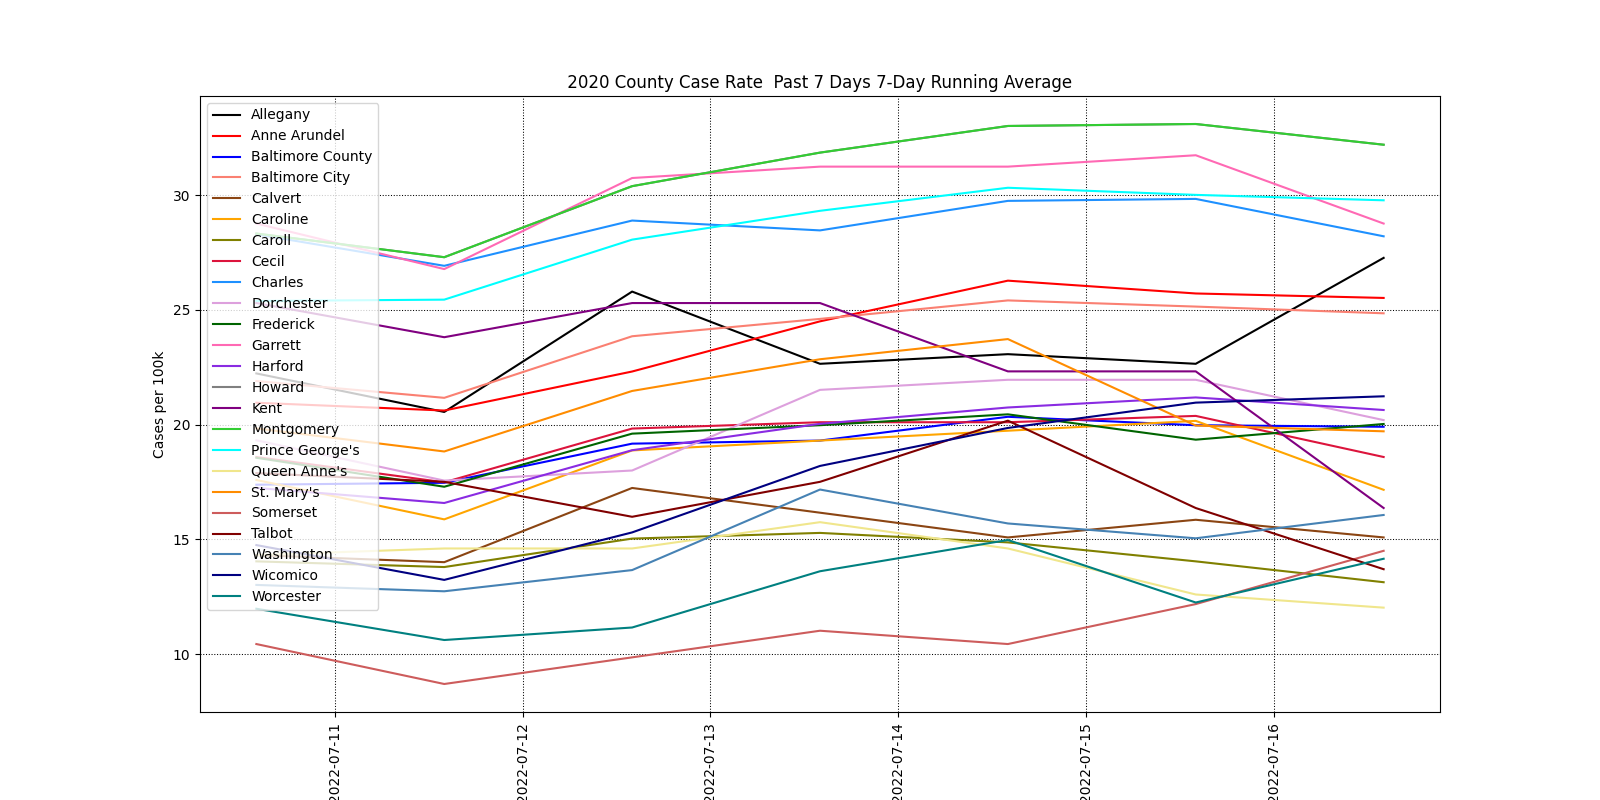 2020 County Case Rate  Past 7 Days 7-Day Running Average
Allegany
Anne Arundel
Baltimore County
Baltimore City
Calvert
Caroline
Caroll
Cecil
Charles
Dorchester
Frederick
Garrett
Harford
Howard
Kent
Montgomery
Prince George's
Queen Anne's
St. Mary's
Somerset
Talbot
Washington
Wicomico
Worcester
Cases per 100k
30
25
20
15
10
2022-07-11
2022-07-12
2022-07-13
2022-07-14
2022-07-15
2022-07-16